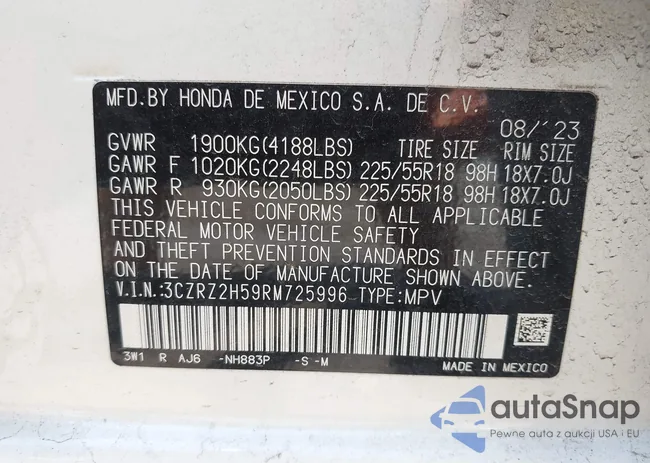 MFD.BY HONDA DE MEXICO S.A. DE C.V.
08/'23
GVWR 1900KG(4188LBS) TIRE SIZE RIM SIZE
GAWR F 1020KG(2248LBS) 225/55R18 98H 18X7.0J
GAWR R 930KG(2050LBS) 225/55R18 98H 18X7.0J
THIS VEHICLE CONFORMS TO ALL APPLICABLE
FEDERAL MOTOR VEHICLE SAFETY
AND THEFT PREVENTION STANDARDS IN EFFECT
ON THE DATE OF MANUFACTURE SHOWN ABOVE.
V.I.N.:3CZRZ2H59RM725996 TYPE:MPV
3W1 R AJ6 -NH883P -S -M
MADE IN MEXICO
autaSnap
Pewne auta z aukcji USA i EU